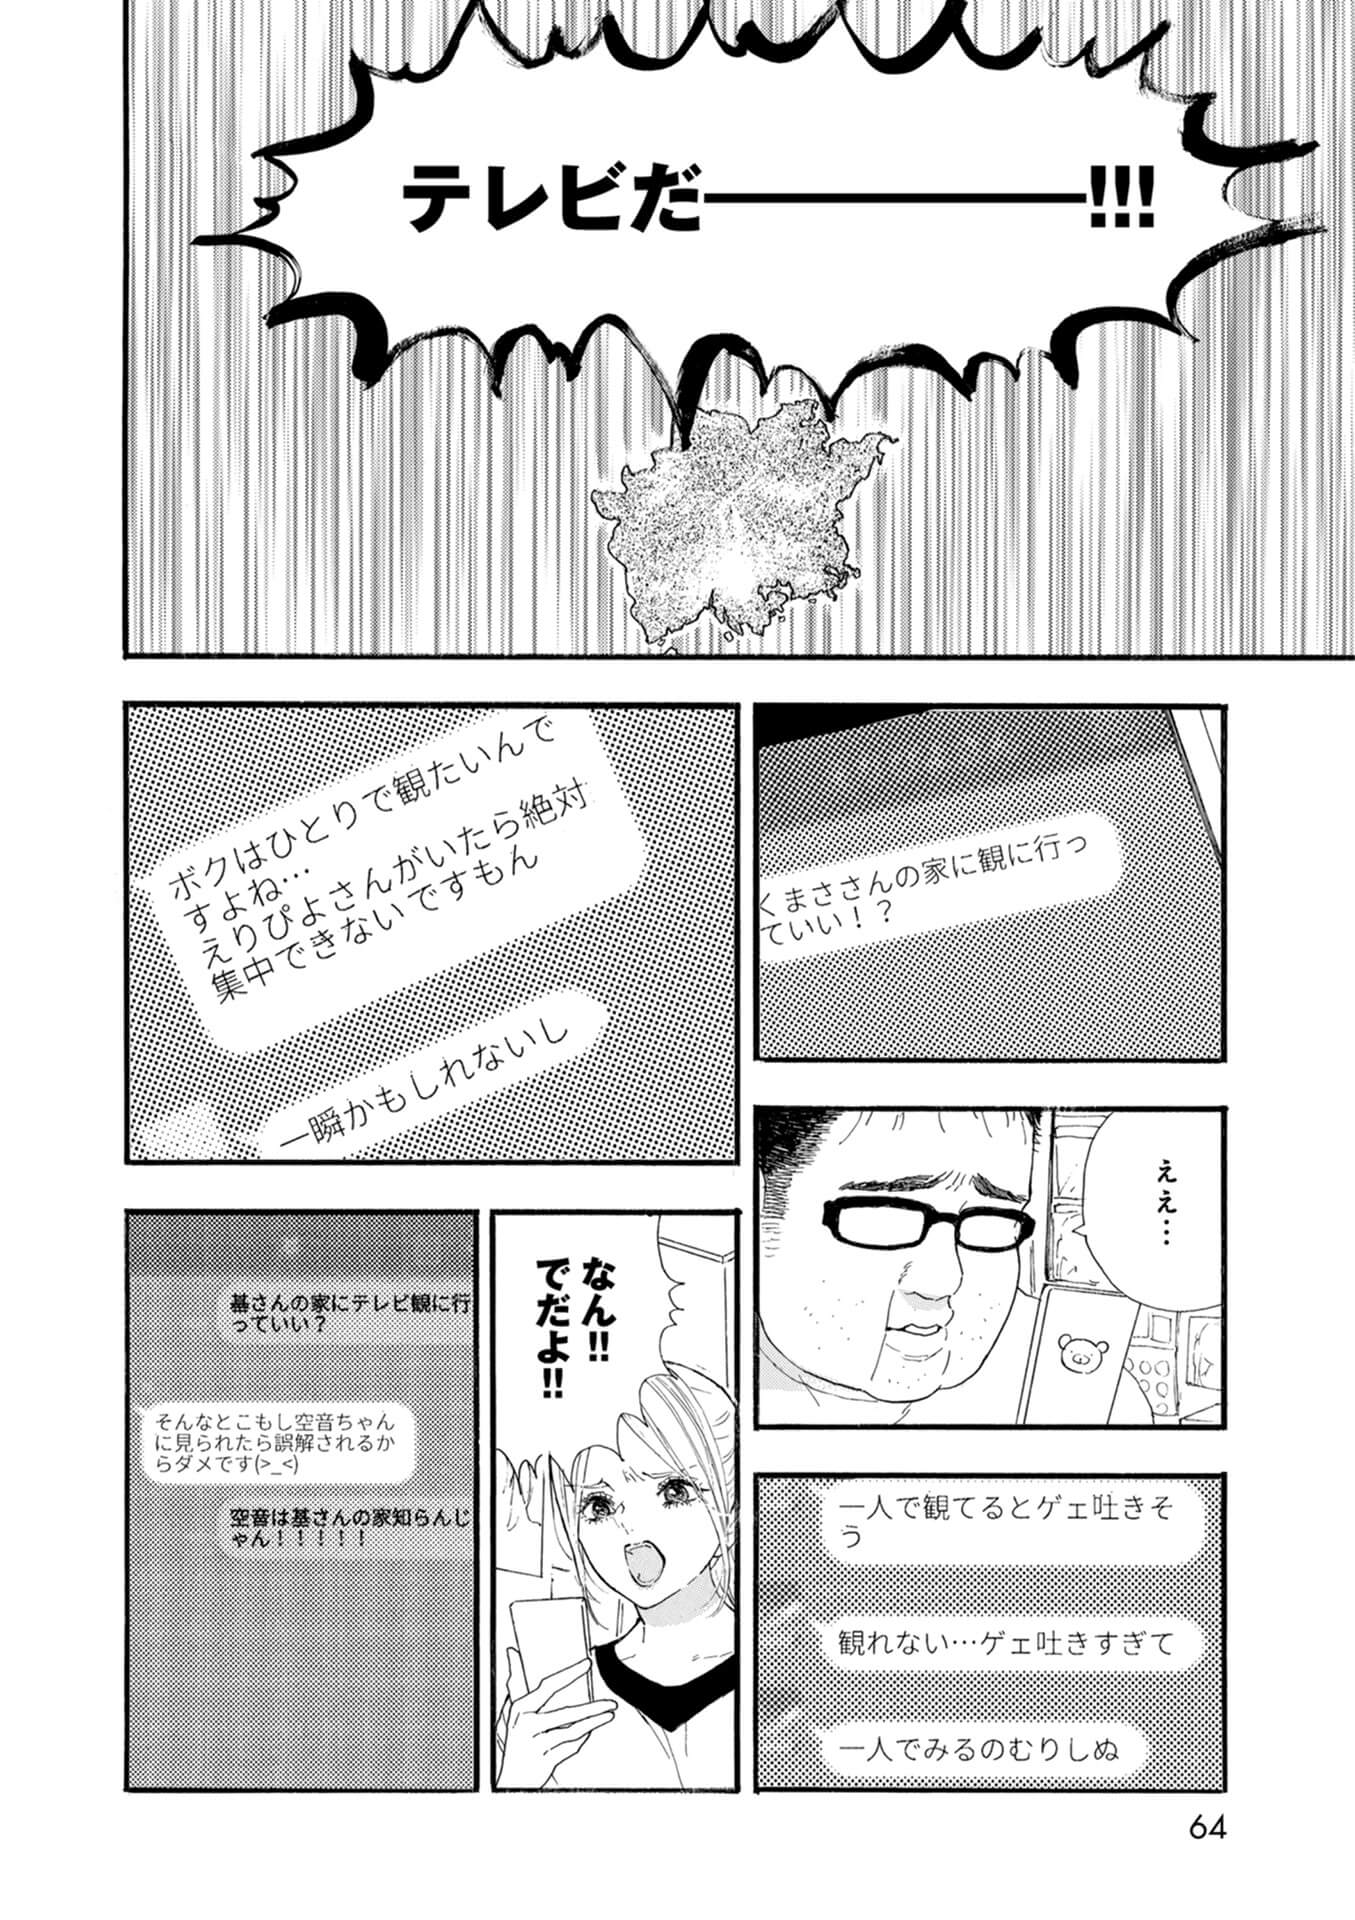 テレビだ――――!!!
くまささんの家に観に行っ
ていい！？
ええ…
一人で観てるとゲェ吐きそ
う
観れない…ゲェ吐きすぎて
一人でみるのむりしぬ
ボクはひとりで観たいんで
すよね…
えりぴよさんがいたら絶対
集中できないですもん
一瞬かもしれないし
なん!!
でだよ!!
基さんの家にテレビ観に行
っていい？
そんなとこもし空音ちゃん
に見られたら誤解されるか
らダメです(>_<)
空音は基さんの家知らんじ
ゃん！！！！！
64